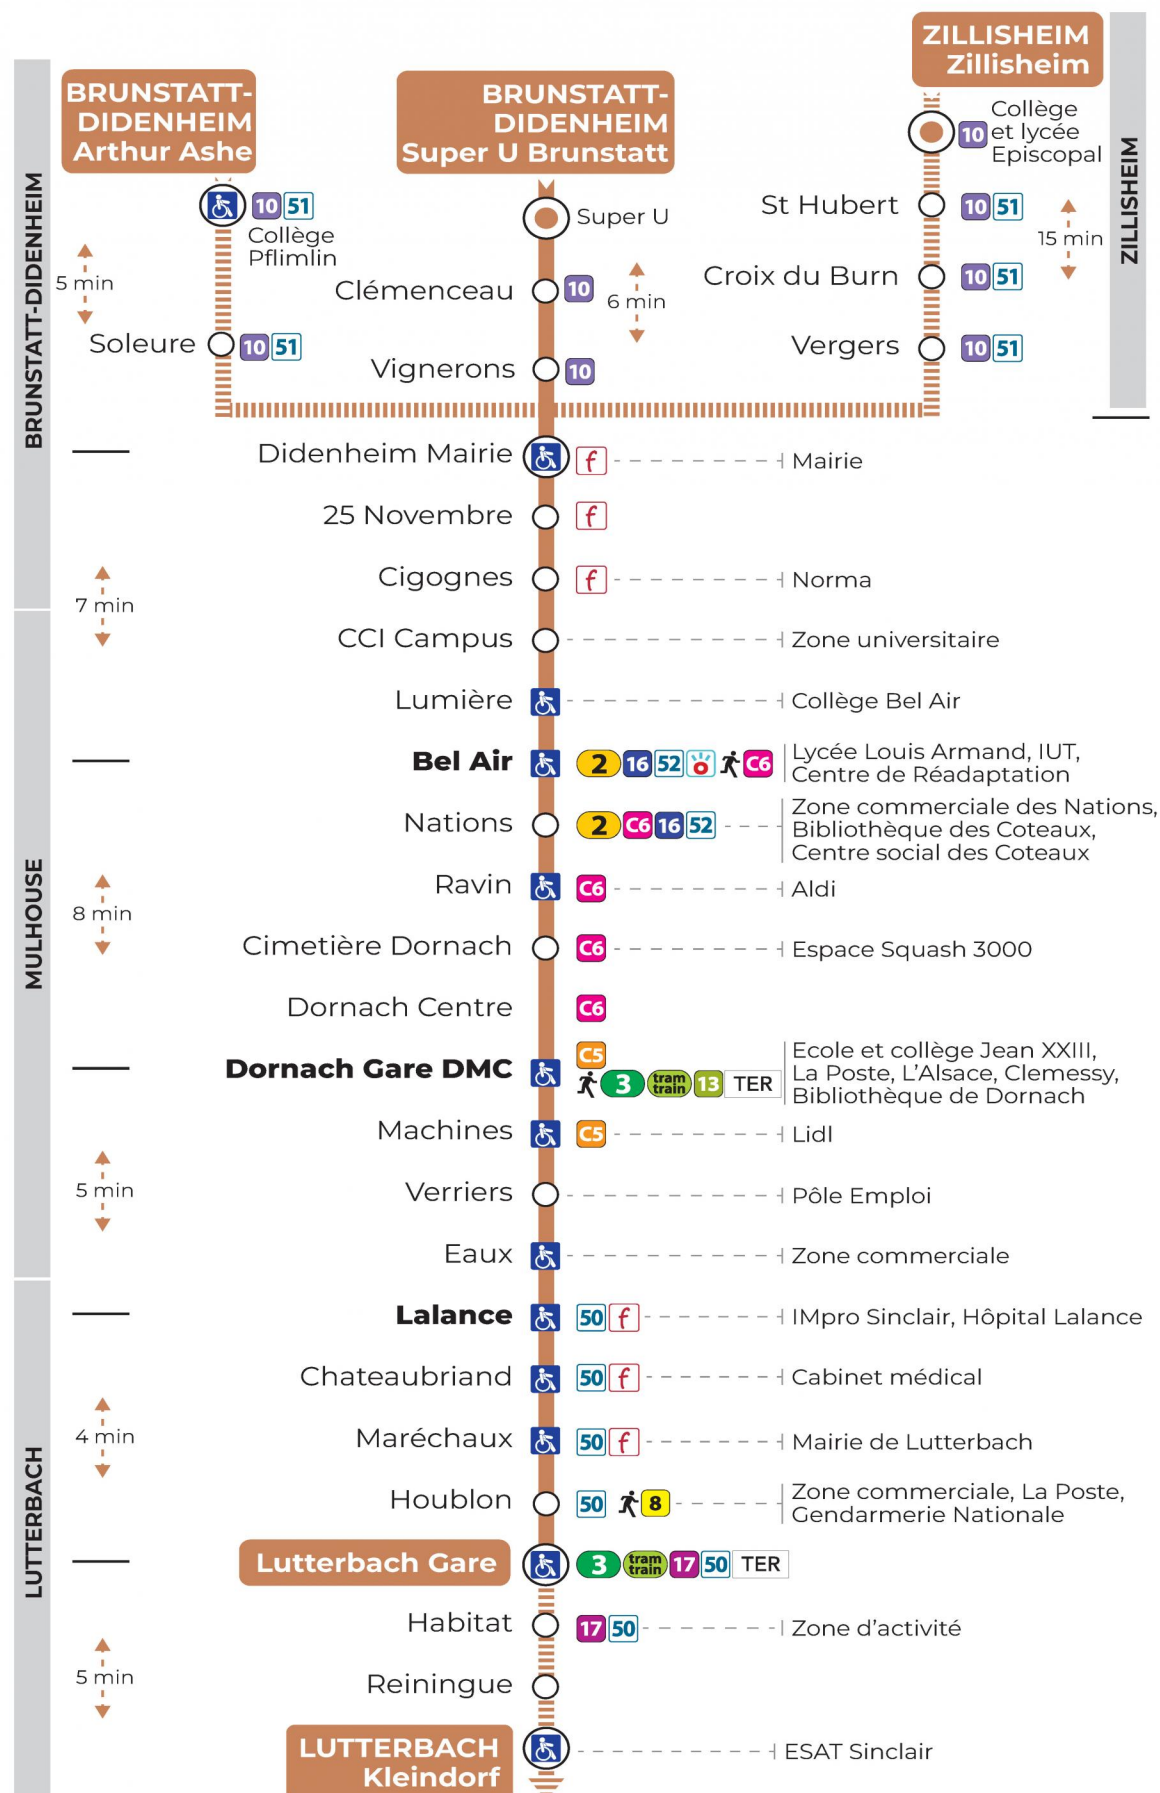 ZILLISHEIM
Zillisheim
BRUNSTATT-
DIDENHEIM
Arthur Ashe
BRUNSTATT-
DIDENHEIM
Super U Brunstatt
BRUNSTATT-DIDENHEIM
ZILLISHEIM
10 Collège
et lycée
Episcopal
10 51
Collège
Pflimlin
5 min
Soleure 10 51
Super U
Clémenceau 10
6 min
Vignerons 10
St Hubert 10 51
15 min
Croix du Burn 10 51
Vergers 10 51
Didenheim Mairie f Mairie
25 Novembre f
Cigognes f Norma
7 min
CCI Campus Zone universitaire
Lumière Collège Bel Air
MULHOUSE
Bel Air 2 16 52 C6 Lycée Louis Armand, IUT,
Centre de Réadaptation
Nations 2 C6 16 52 Zone commerciale des Nations,
Bibliothèque des Coteaux,
Centre social des Coteaux
Ravin C6 Aldi
8 min
Cimetière Dornach C6 Espace Squash 3000
Dornach Centre C6
Dornach Gare DMC C5
3 tram
train 13 TER
Ecole et collège Jean XXIII,
La Poste, L'Alsace, Clemessy,
Bibliothèque de Dornach
Machines C5 Lidl
5 min
Verriers Pôle Emploi
Eaux Zone commerciale
LUTTERBACH
Lalance 50 f IMpro Sinclair, Hôpital Lalance
Chateaubriand 50 f Cabinet médical
4 min
Maréchaux 50 f Mairie de Lutterbach
Houblon 50 8 Zone commerciale, La Poste,
Gendarmerie Nationale
Lutterbach Gare 3 tram
train 17 50 TER
Habitat 17 50 Zone d'activité
5 min
Reiningue
LUTTERBACH
Kleindorf
ESAT Sinclair